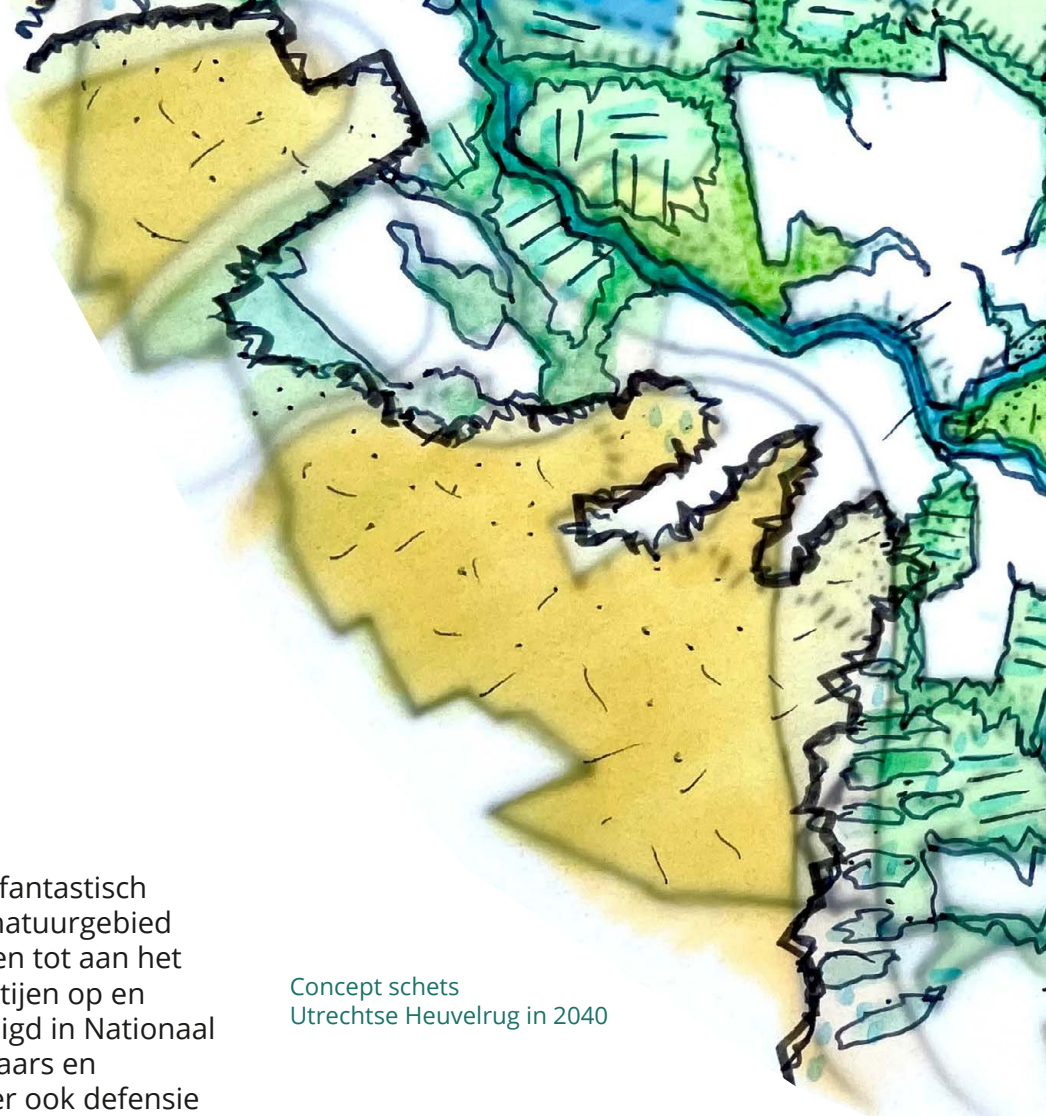 fantastisch
natuurgebied
en tot aan het
tijen op en
igd in Nationaal
aars en
er ook defensie
Concept schets
Utrechtse Heuvelrug in 2040